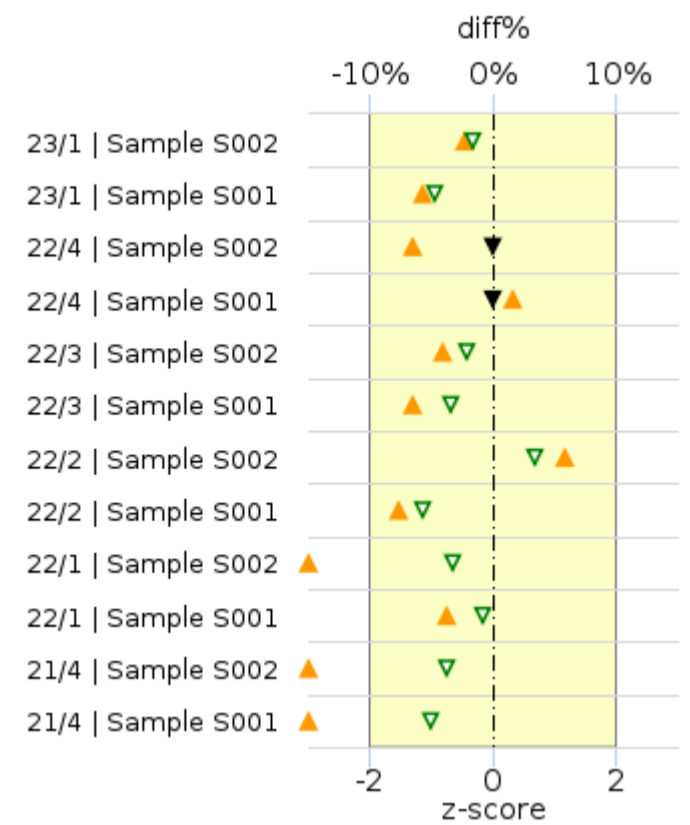 diff%
-10% 0% 10%
23/1 | Sample S002
23/1 | Sample S001
22/4 | Sample S002
22/4 | Sample S001
22/3 | Sample S002
22/3 | Sample S001
22/2 | Sample S002
22/2 | Sample S001
22/1 | Sample S002
22/1 | Sample S001
21/4 | Sample S002
21/4 | Sample S001
-2 0 2
z-score